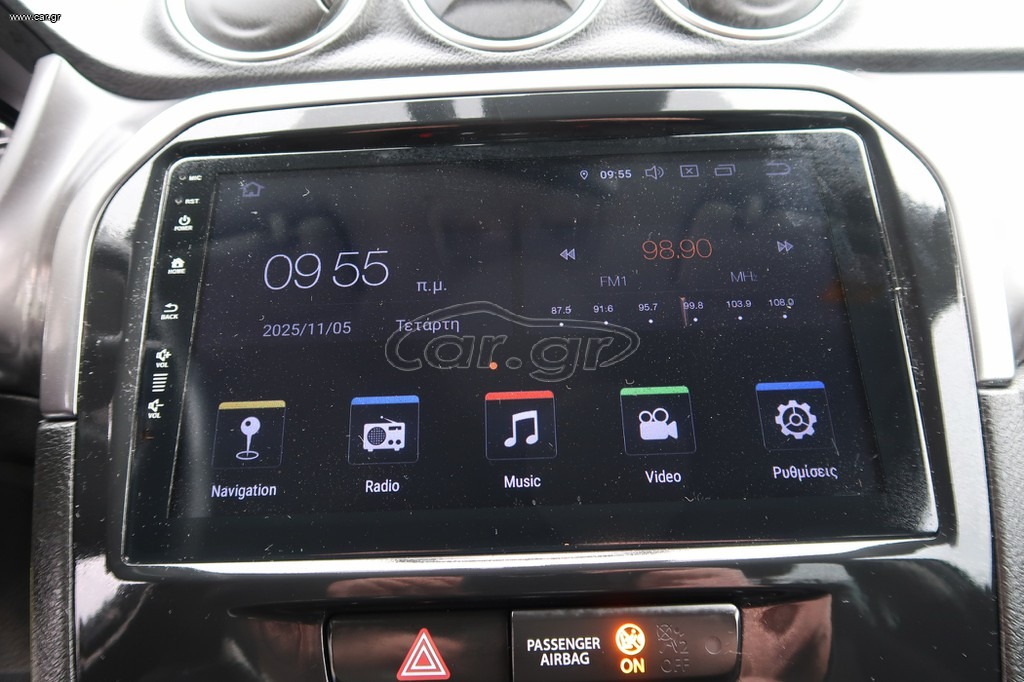 www.car.gr
MIC
RST
POWER
HOME
BACK
VOL
VOL
09:55
09 55 π.μ.
2025/11/05 Τετάρτη
98.90
FM1 MH
87.5 91.6 95.7 99.8 103.9 108.0
car.gr
Navigation Radio Music Video Ρυθμίσεις
PASSENGER
AIRBAG
ON OFF